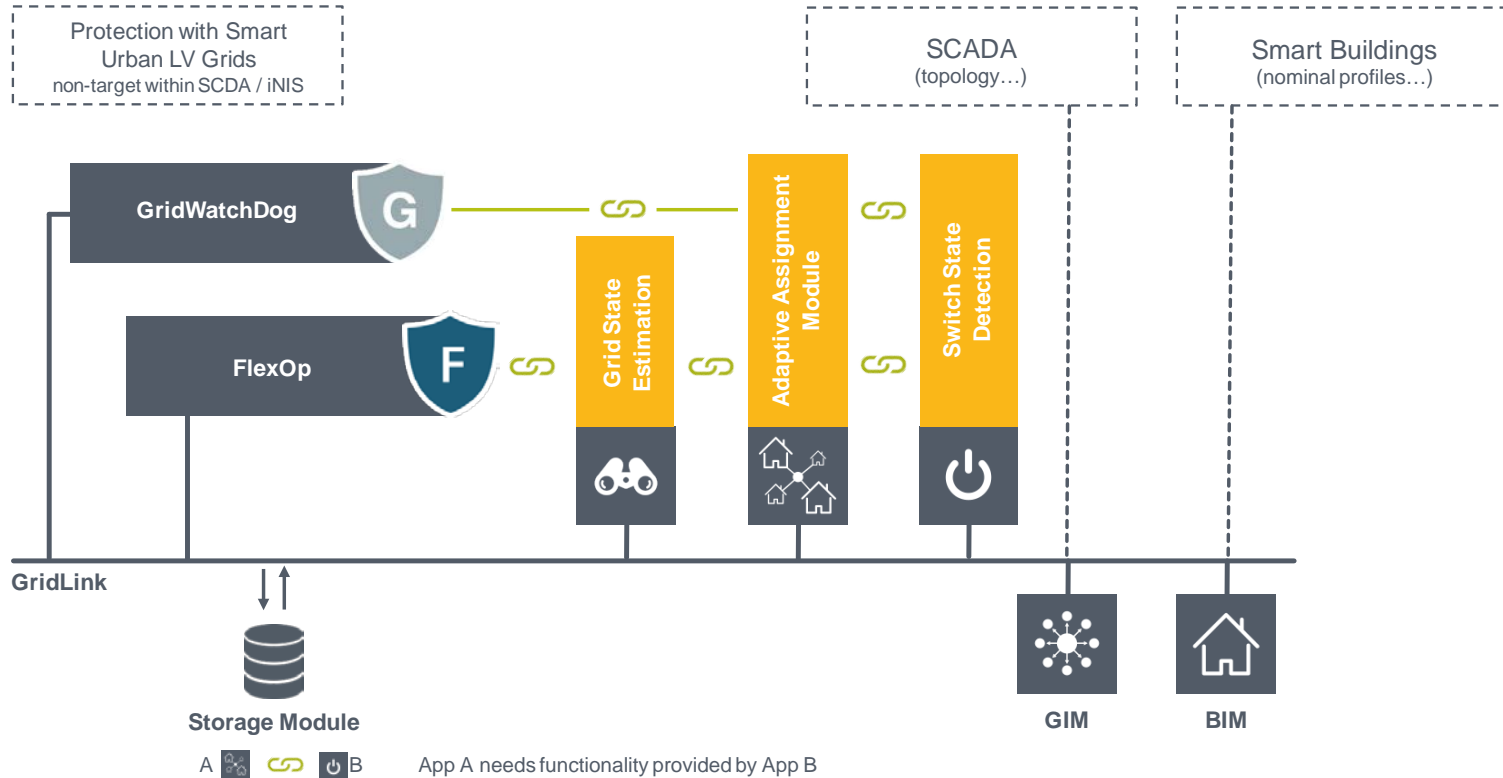 Protection with Smart
Urban LV Grids
non-target within SCDA / iNIS
SCADA
(topology…)
Smart Buildings
(nominal profiles…)
GridWatchDog
G
FlexOp
F
Grid State
Estimation
Adaptive Assignment
Module
Switch State
Detection
GridLink
Storage Module
GIM
BIM
A B App A needs functionality provided by App B